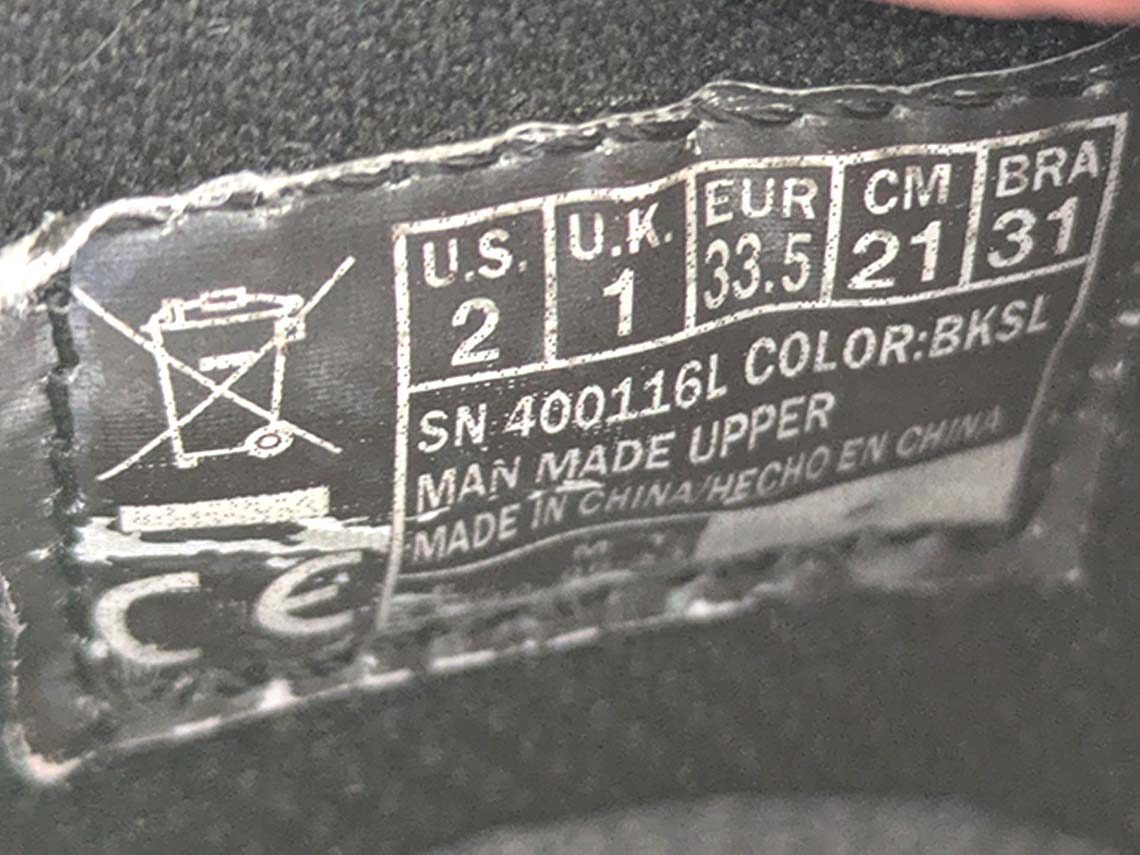 U.S. U.K. EUR CM BRA
2 1 33.5 21 31
SN 400116L COLOR:BKSL
MAN MADE UPPER
MADE IN CHINA/HECHO EN CHINA
CE